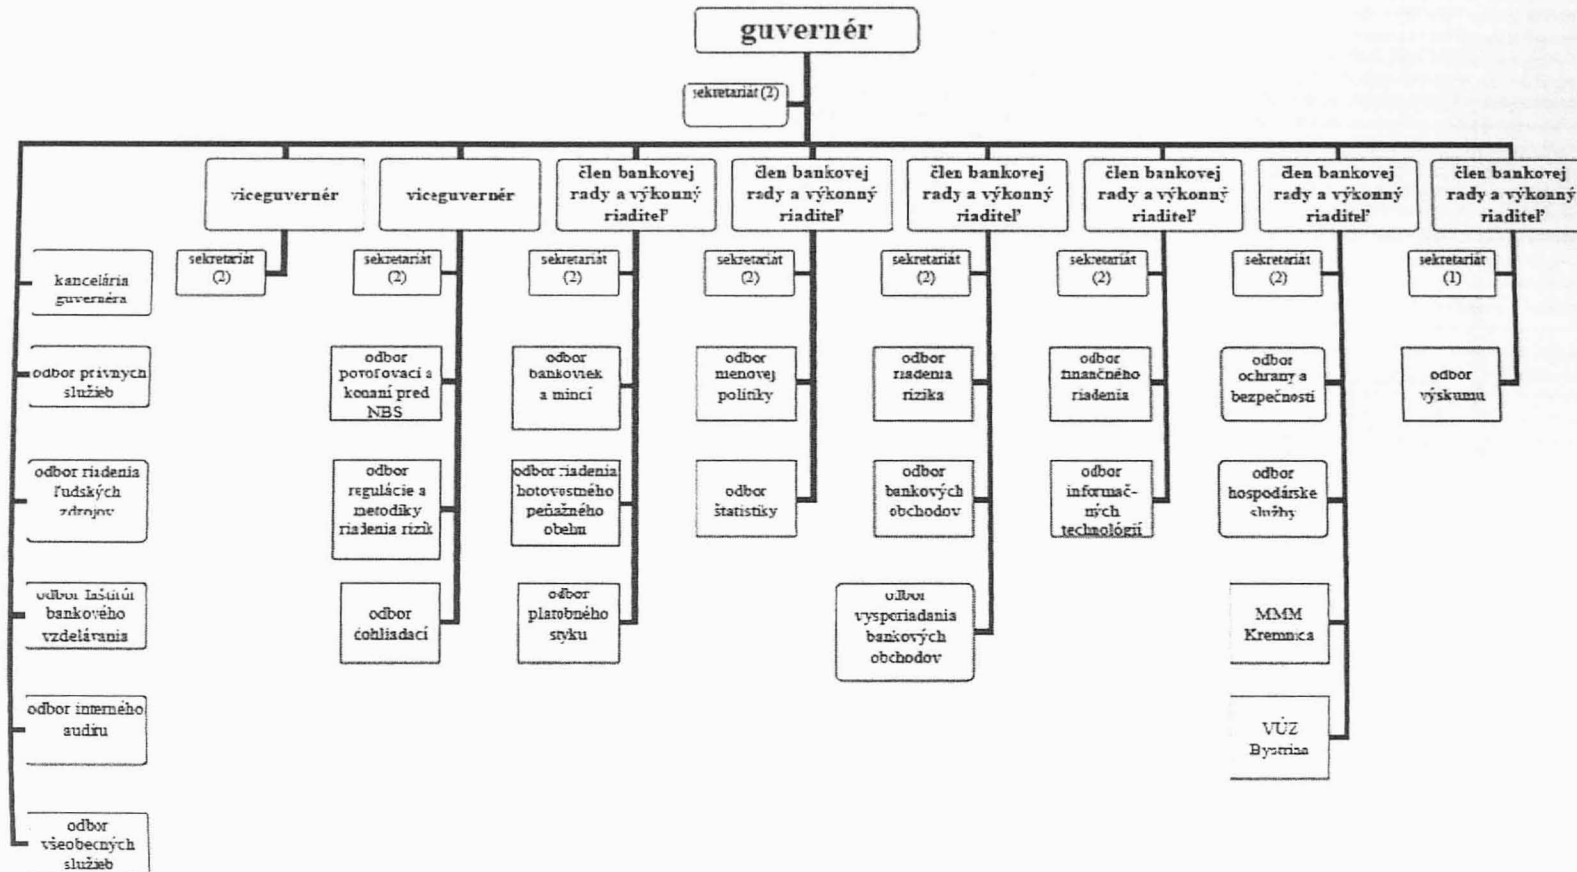 guvernér
sekretariát (2)
viceguvernér
viceguvernér
člen bankovej
rady a výkonný
riaditeľ
člen bankovej
rady a výkonný
riaditeľ
člen bankovej
rady a výkonný
riaditeľ
člen bankovej
rady a výkonný
riaditeľ
člen bankovej
rady a výkonný
riaditeľ
člen bankovej
rady a výkonný
riaditeľ
kancelária
guvernéra
sekretariát
(2)
sekretariát
(2)
sekretariát
(2)
sekretariát
(2)
sekretariát
(2)
sekretariát
(2)
sekretariát
(2)
sekretariát
(1)
odbor právnych
služieb
odbor
povoľovací a
konaní pred
NBS
odbor
bankoviek
a mincí
odbor
menovej
politiky
odbor
riadenia
rizika
odbor
finančného
riadenia
odbor
ochrany a
bezpečnosti
odbor
výskumu
odbor riadenia
ľudských
zdrojov
odbor
regulácie a
metodiky
riadenia rizík
odbor riadenia
hotovostného
peňažného
obehu
odbor
štatistiky
odbor
bankových
obchodov
odbor
informač-
ných
technológií
odbor
hospodárske
služby
odbor Inštitút
bankového
vzdelávania
odbor
dohliadací
odbor
platobného
styku
odbor
vysporiadania
bankových
obchodov
MMM
Kremnica
odbor interného
auditu
VÚZ
Bystrina
odbor
všeobecných
služieb